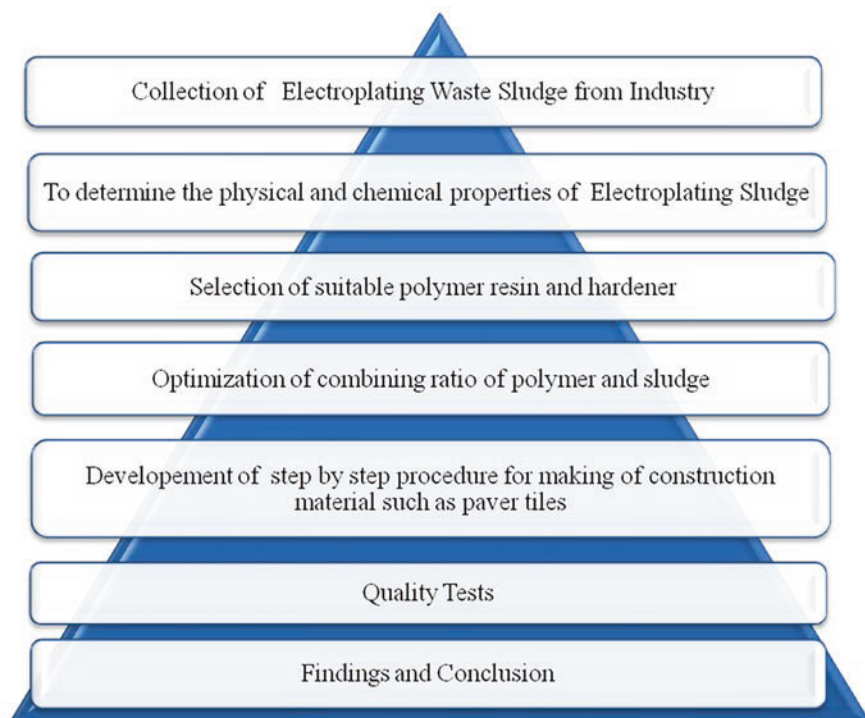 Collection of Electroplating Waste Sludge from Industry
To determine the physical and chemical properties of Electroplating Sludge
Selection of suitable polymer resin and hardener
Optimization of combining ratio of polymer and sludge
Developement of step by step procedure for making of construction
material such as paver tiles
Quality Tests
Findings and Conclusion